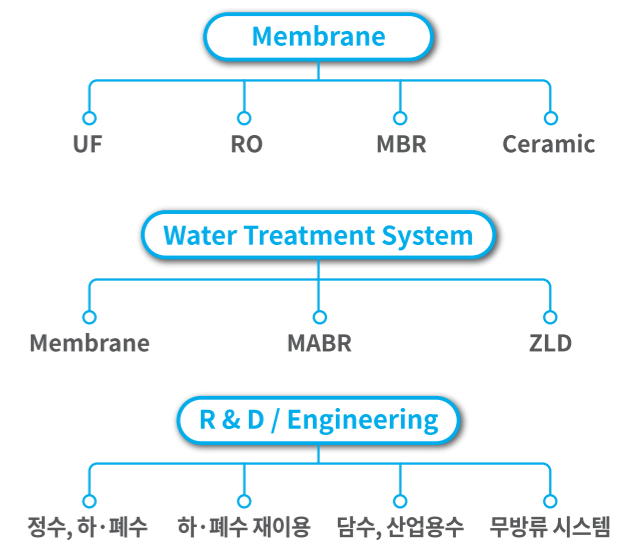 Membrane
UF
RO
MBR
Ceramic
Water Treatment System
Membrane
MABR
ZLD
R & D / Engineering
정수, 하·폐수
하·폐수 재이용
담수, 산업용수
무방류 시스템